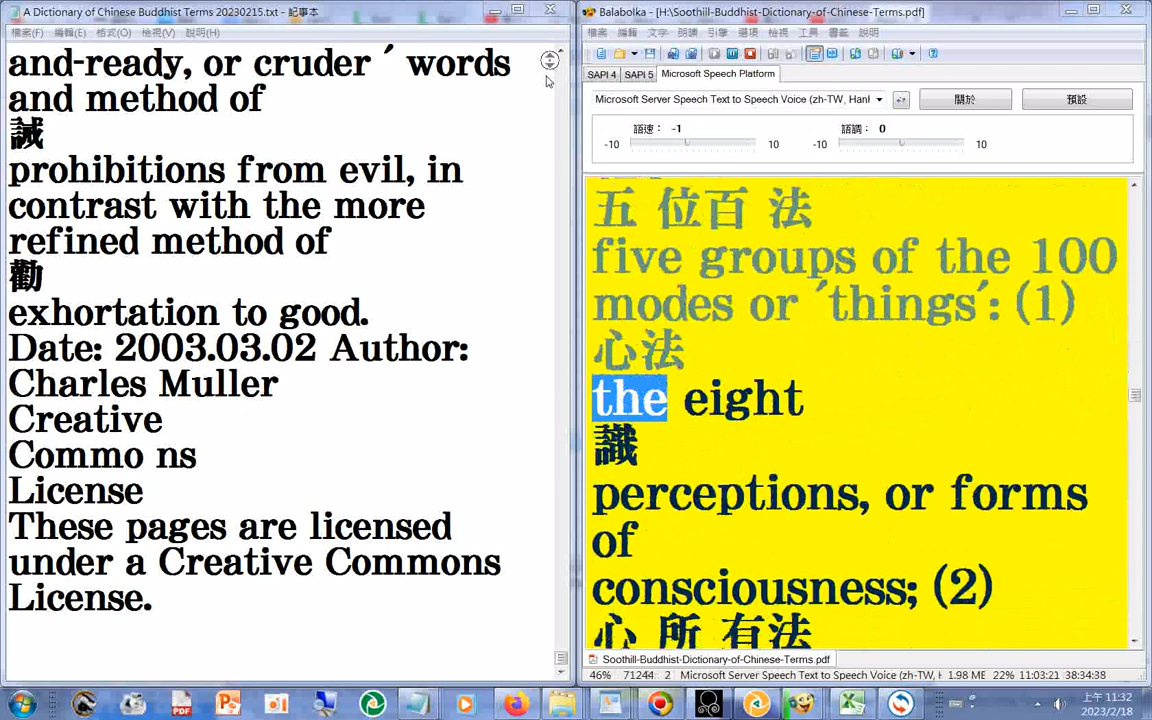 A Dictionary of Chinese Buddhist Terms 20230215.txt - 記事本
檔案(F) 編輯(E) 格式(O) 檢視(V) 說明(H)
and-ready, or cruder ´ words
and method of
誡
prohibitions from evil, in
contrast with the more
refined method of
勸
exhortation to good.
Date: 2003.03.02 Author:
Charles Muller
Creative
Commo ns
License
These pages are licensed
under a Creative Commons
License.
Balabolka - [H:\Soothill-Buddhist-Dictionary-of-Chinese-Terms.pdf]
檔案 編輯 文字 朗讀 引擎 選項 檢視 工具 書籤 說明
SAPI 4 SAPI 5 Microsoft Speech Platform
Microsoft Server Speech Text to Speech Voice (zh-TW, Hanl 關於 預設
語速： -1 語調： 0
-10 10 -10 10
五 位百 法
five groups of the 100
modes or ´things´: (1)
心法
the eight
識
perceptions, or forms
of
consciousness; (2)
心 所 有法
Soothill-Buddhist-Dictionary-of-Chinese-Terms.pdf
46% 71244: 2 Microsoft Server Speech Text to Speech Voice (zh-TW, H 1.98 MB 22% 11:03:21 38:34:38
上午 11:32
2023/2/18